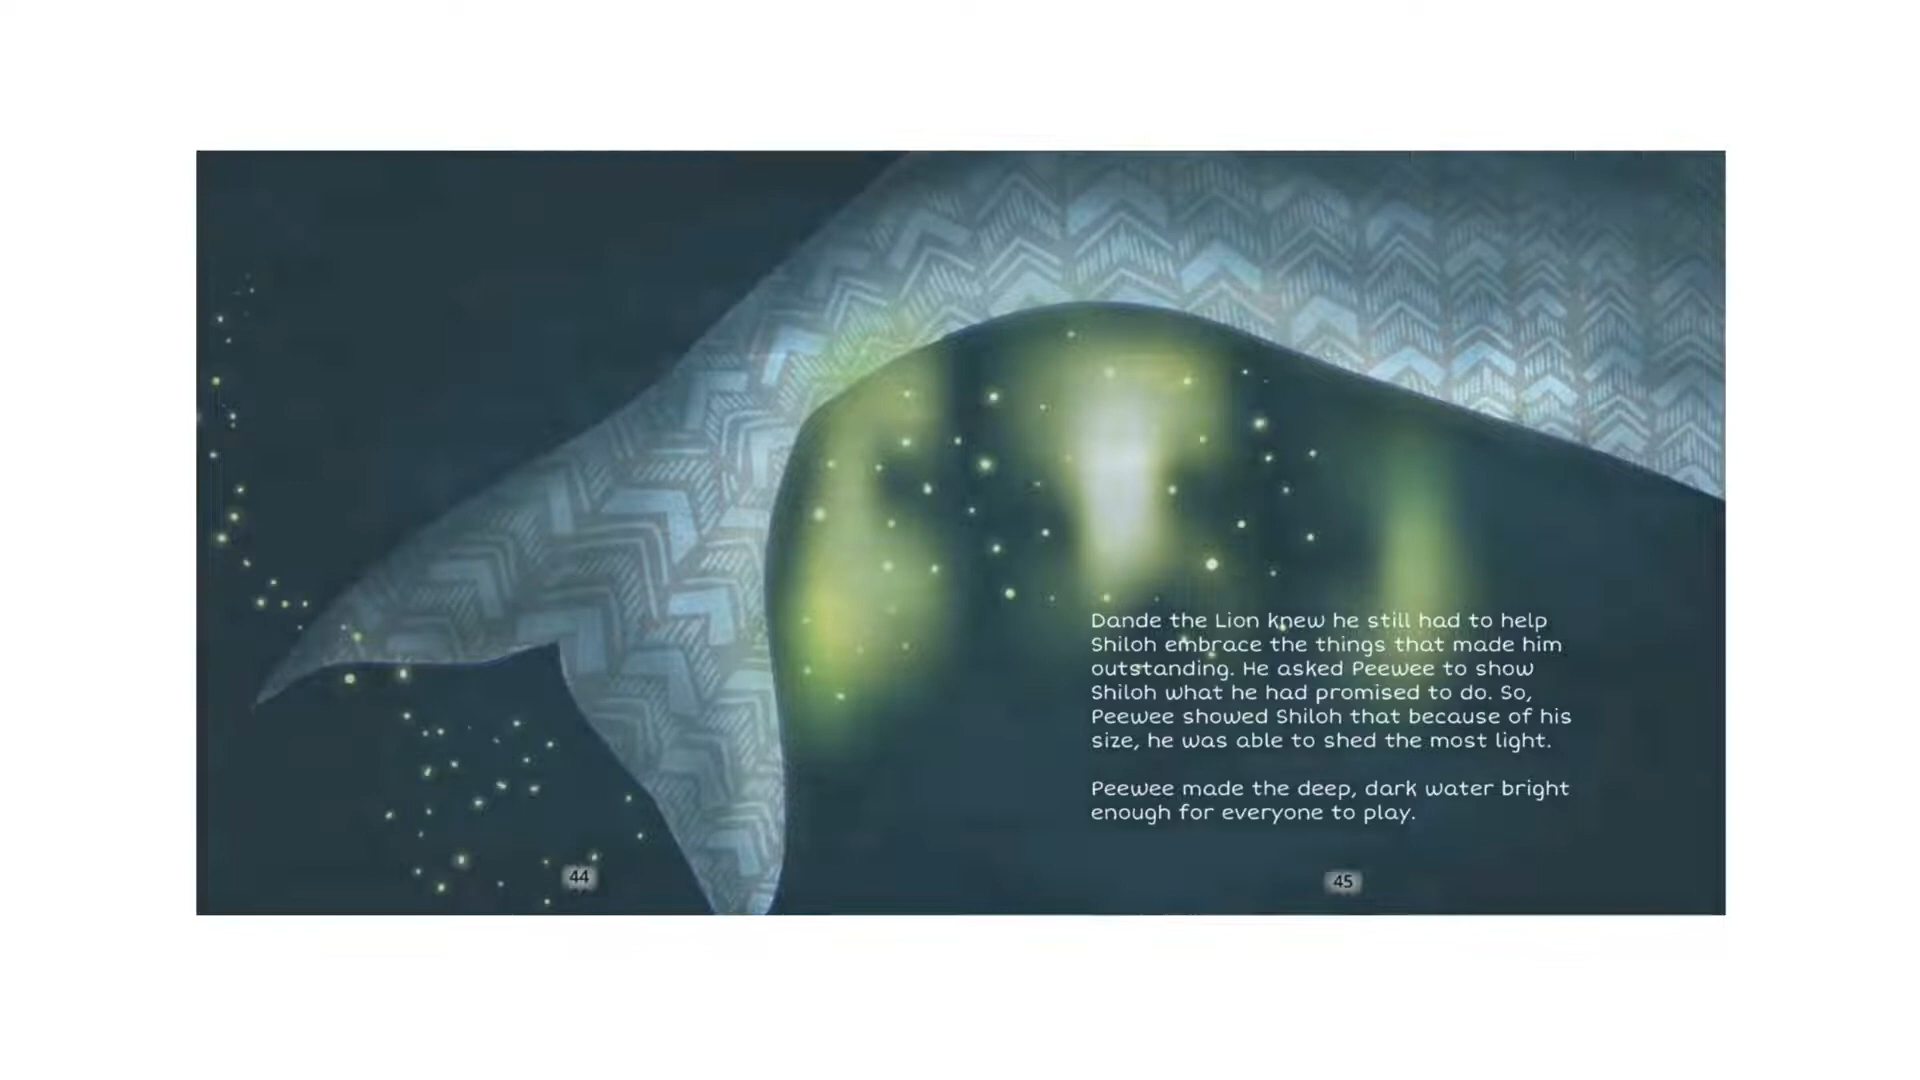 Dande the Lion knew he still had to help
Shiloh embrace the things that made him
outstanding. He asked Peewee to show
Shiloh what he had promised to do. So,
Peewee showed Shiloh that because of his
size, he was able to shed the most light.
Peewee made the deep, dark water bright
enough for everyone to play.
44
45